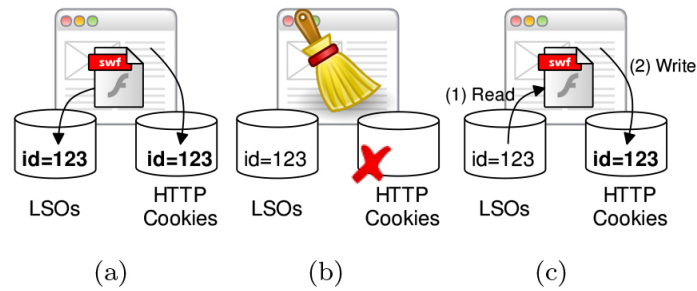 swf
id=123
id=123
LSOs
HTTP
Cookies
(a)
id=123
LSOs
HTTP
Cookies
(b)
swf
(1) Read
(2) Write
id=123
id=123
LSOs
HTTP
Cookies
(c)